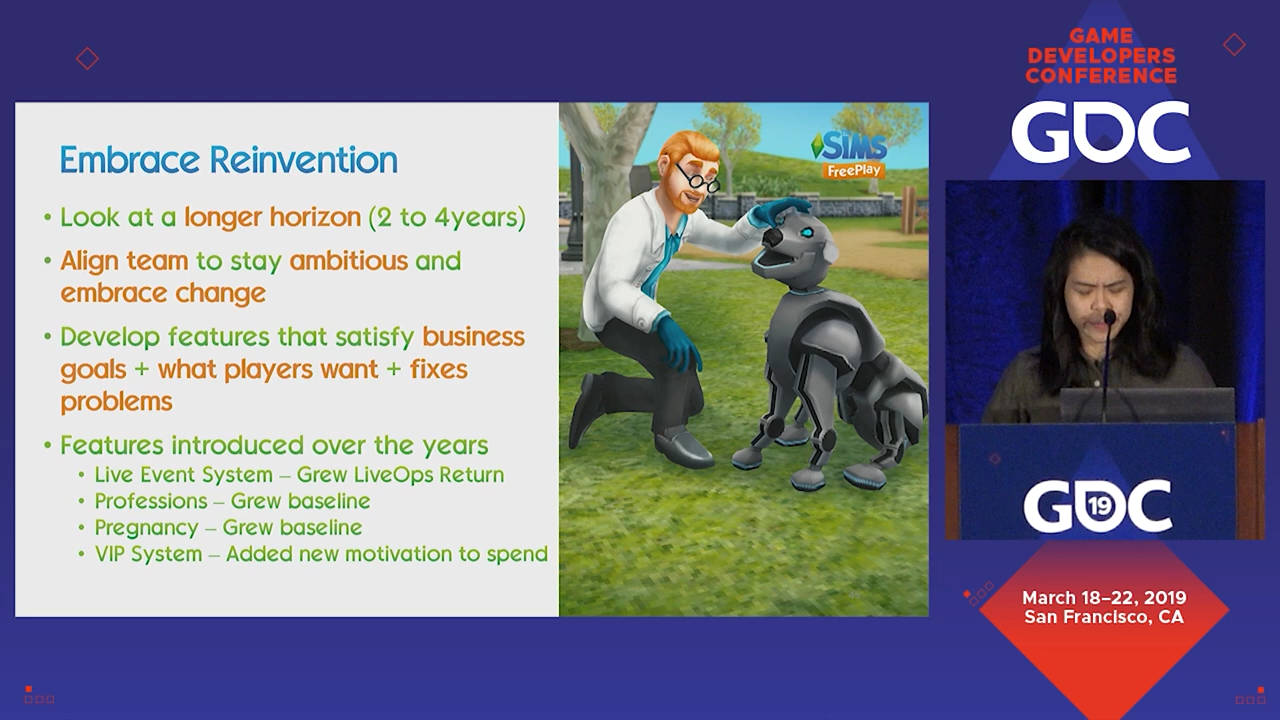 GAME
DEVELOPERS
CONFERENCE
GDC
Embrace Reinvention
• Look at a longer horizon (2 to 4years)
• Align team to stay ambitious and
embrace change
• Develop features that satisfy business
goals + what players want + fixes
problems
• Features introduced over the years
• Live Event System – Grew LiveOps Return
• Professions – Grew baseline
• Pregnancy – Grew baseline
• VIP System – Added new motivation to spend
THE SIMS
FreePlay
GDC
19
March 18–22, 2019
San Francisco, CA